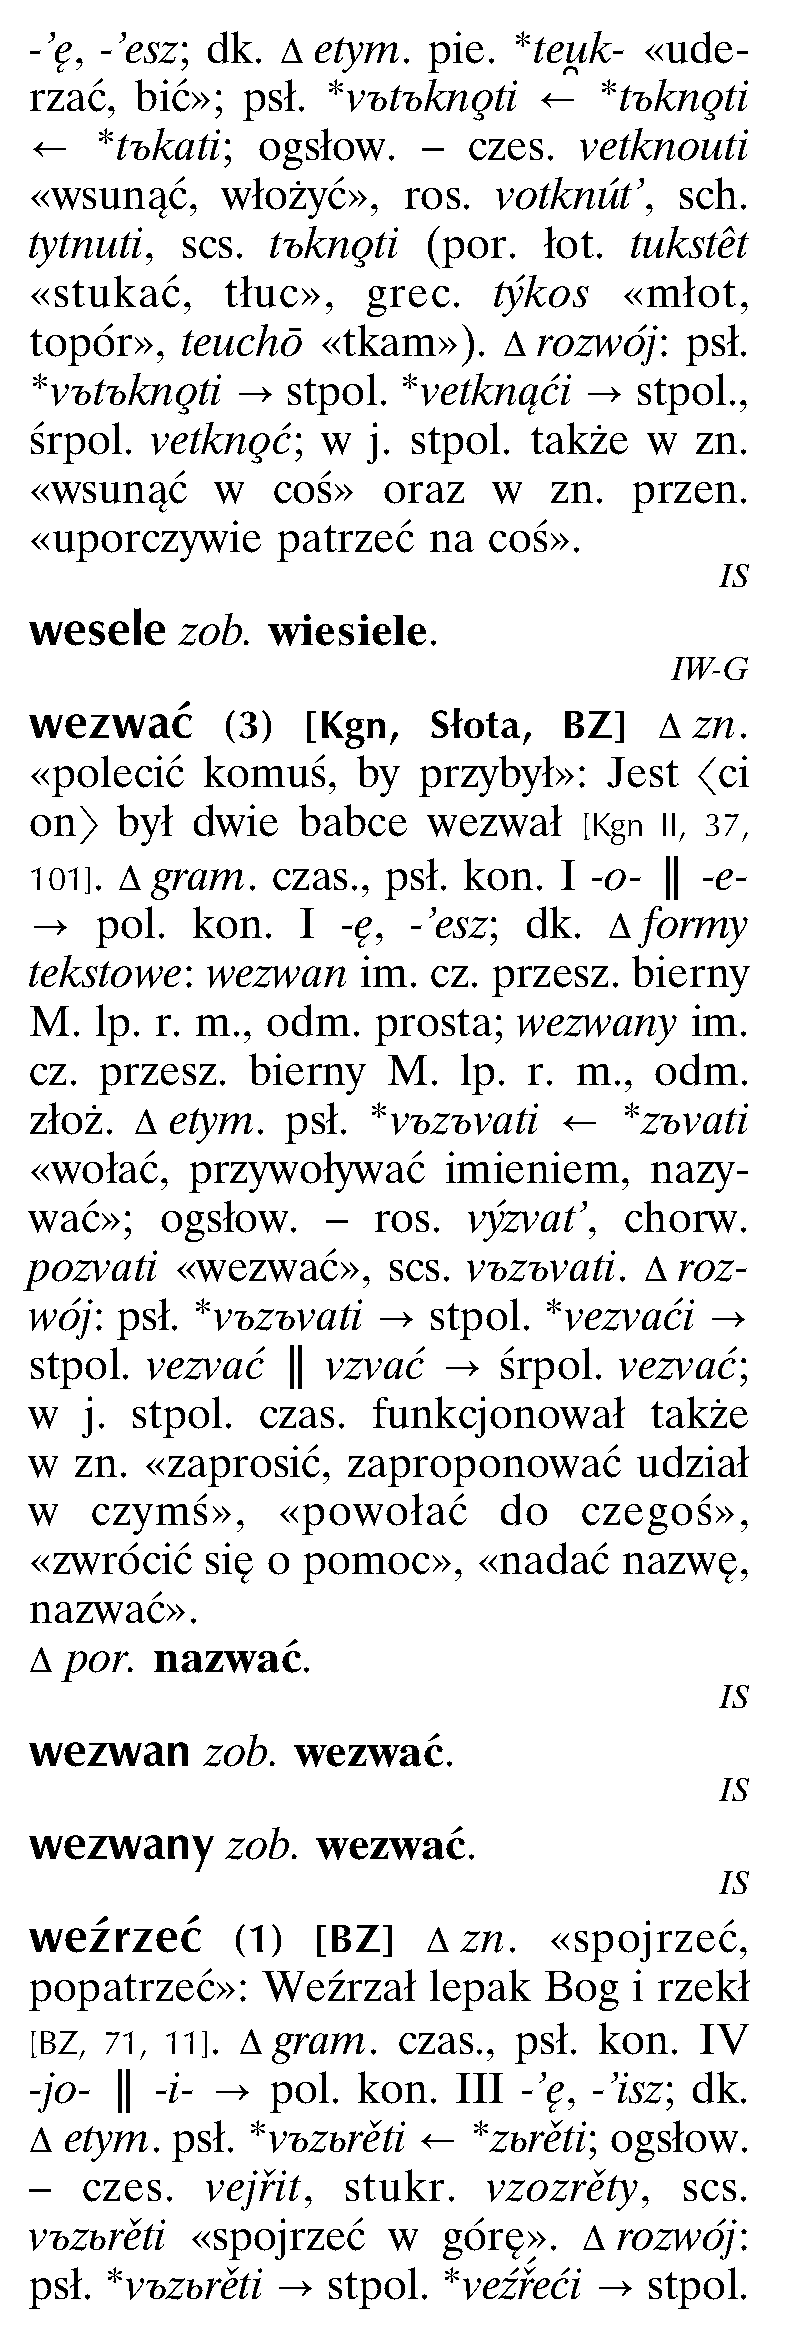 -’ę, -’esz; dk. Δ etym. pie. *teu̯k- «ude-
rzać, bić»; psł. *vъtъknǫti ← *tъknǫti
← *tъkati; ogsłow. – czes. vetknouti
«wsunąć, włożyć», ros. votknút’, sch.
tytnuti, scs. tъknǫti (por. łot. tukstêt
«stukać, tłuc», grec. týkos «młot,
topór», teuchō «tkam»). Δ rozwój: psł.
*vъtъknǫti → stpol. *vetknąći → stpol.,
śrpol. vetknǫć; w j. stpol. także w zn.
«wsunąć w coś» oraz w zn. przen.
«uporczywie patrzeć na coś».
IS
wesele zob. wiesiele.
IW-G
wezwać (3) [Kgn, Słota, BZ] Δ zn.
«polecić komuś, by przybył»: Jest 〈ci
on〉 był dwie babce wezwał [Kgn II, 37,
101]. Δ gram. czas., psł. kon. I -o- ǁ -e-
→ pol. kon. I -ę, -’esz; dk. Δ formy
tekstowe: wezwan im. cz. przesz. bierny
M. lp. r. m., odm. prosta; wezwany im.
cz. przesz. bierny M. lp. r. m., odm.
złoż. Δ etym. psł. *vъzъvati ← *zъvati
«wołać, przywoływać imieniem, nazy-
wać»; ogsłow. – ros. výzvat’, chorw.
pozvati «wezwać», scs. vъzъvati. Δ roz-
wój: psł. *vъzъvati → stpol. *vezvaći →
stpol. vezvać ǁ vzvać → śrpol. vezvać;
w j. stpol. czas. funkcjonował także
w zn. «zaprosić, zaproponować udział
w czymś», «powołać do czegoś»,
«zwrócić się o pomoc», «nadać nazwę,
nazwać».
Δ por. nazwać.
IS
wezwan zob. wezwać.
IS
wezwany zob. wezwać.
IS
weźrzeć (1) [BZ] Δ zn. «spojrzeć,
popatrzeć»: Weźrzał lepak Bog i rzekł
[BZ, 71, 11]. Δ gram. czas., psł. kon. IV
-jo- ǁ -i- → pol. kon. III -’ę, -’isz; dk.
Δ etym. psł. *vъzьrěti ← *zьrěti; ogsłow.
– czes. vejřit, stukr. vzozrěty, scs.
vъzьrěti «spojrzeć w górę». Δ rozwój:
psł. *vъzьrěti → stpol. *veźř́eći → stpol.